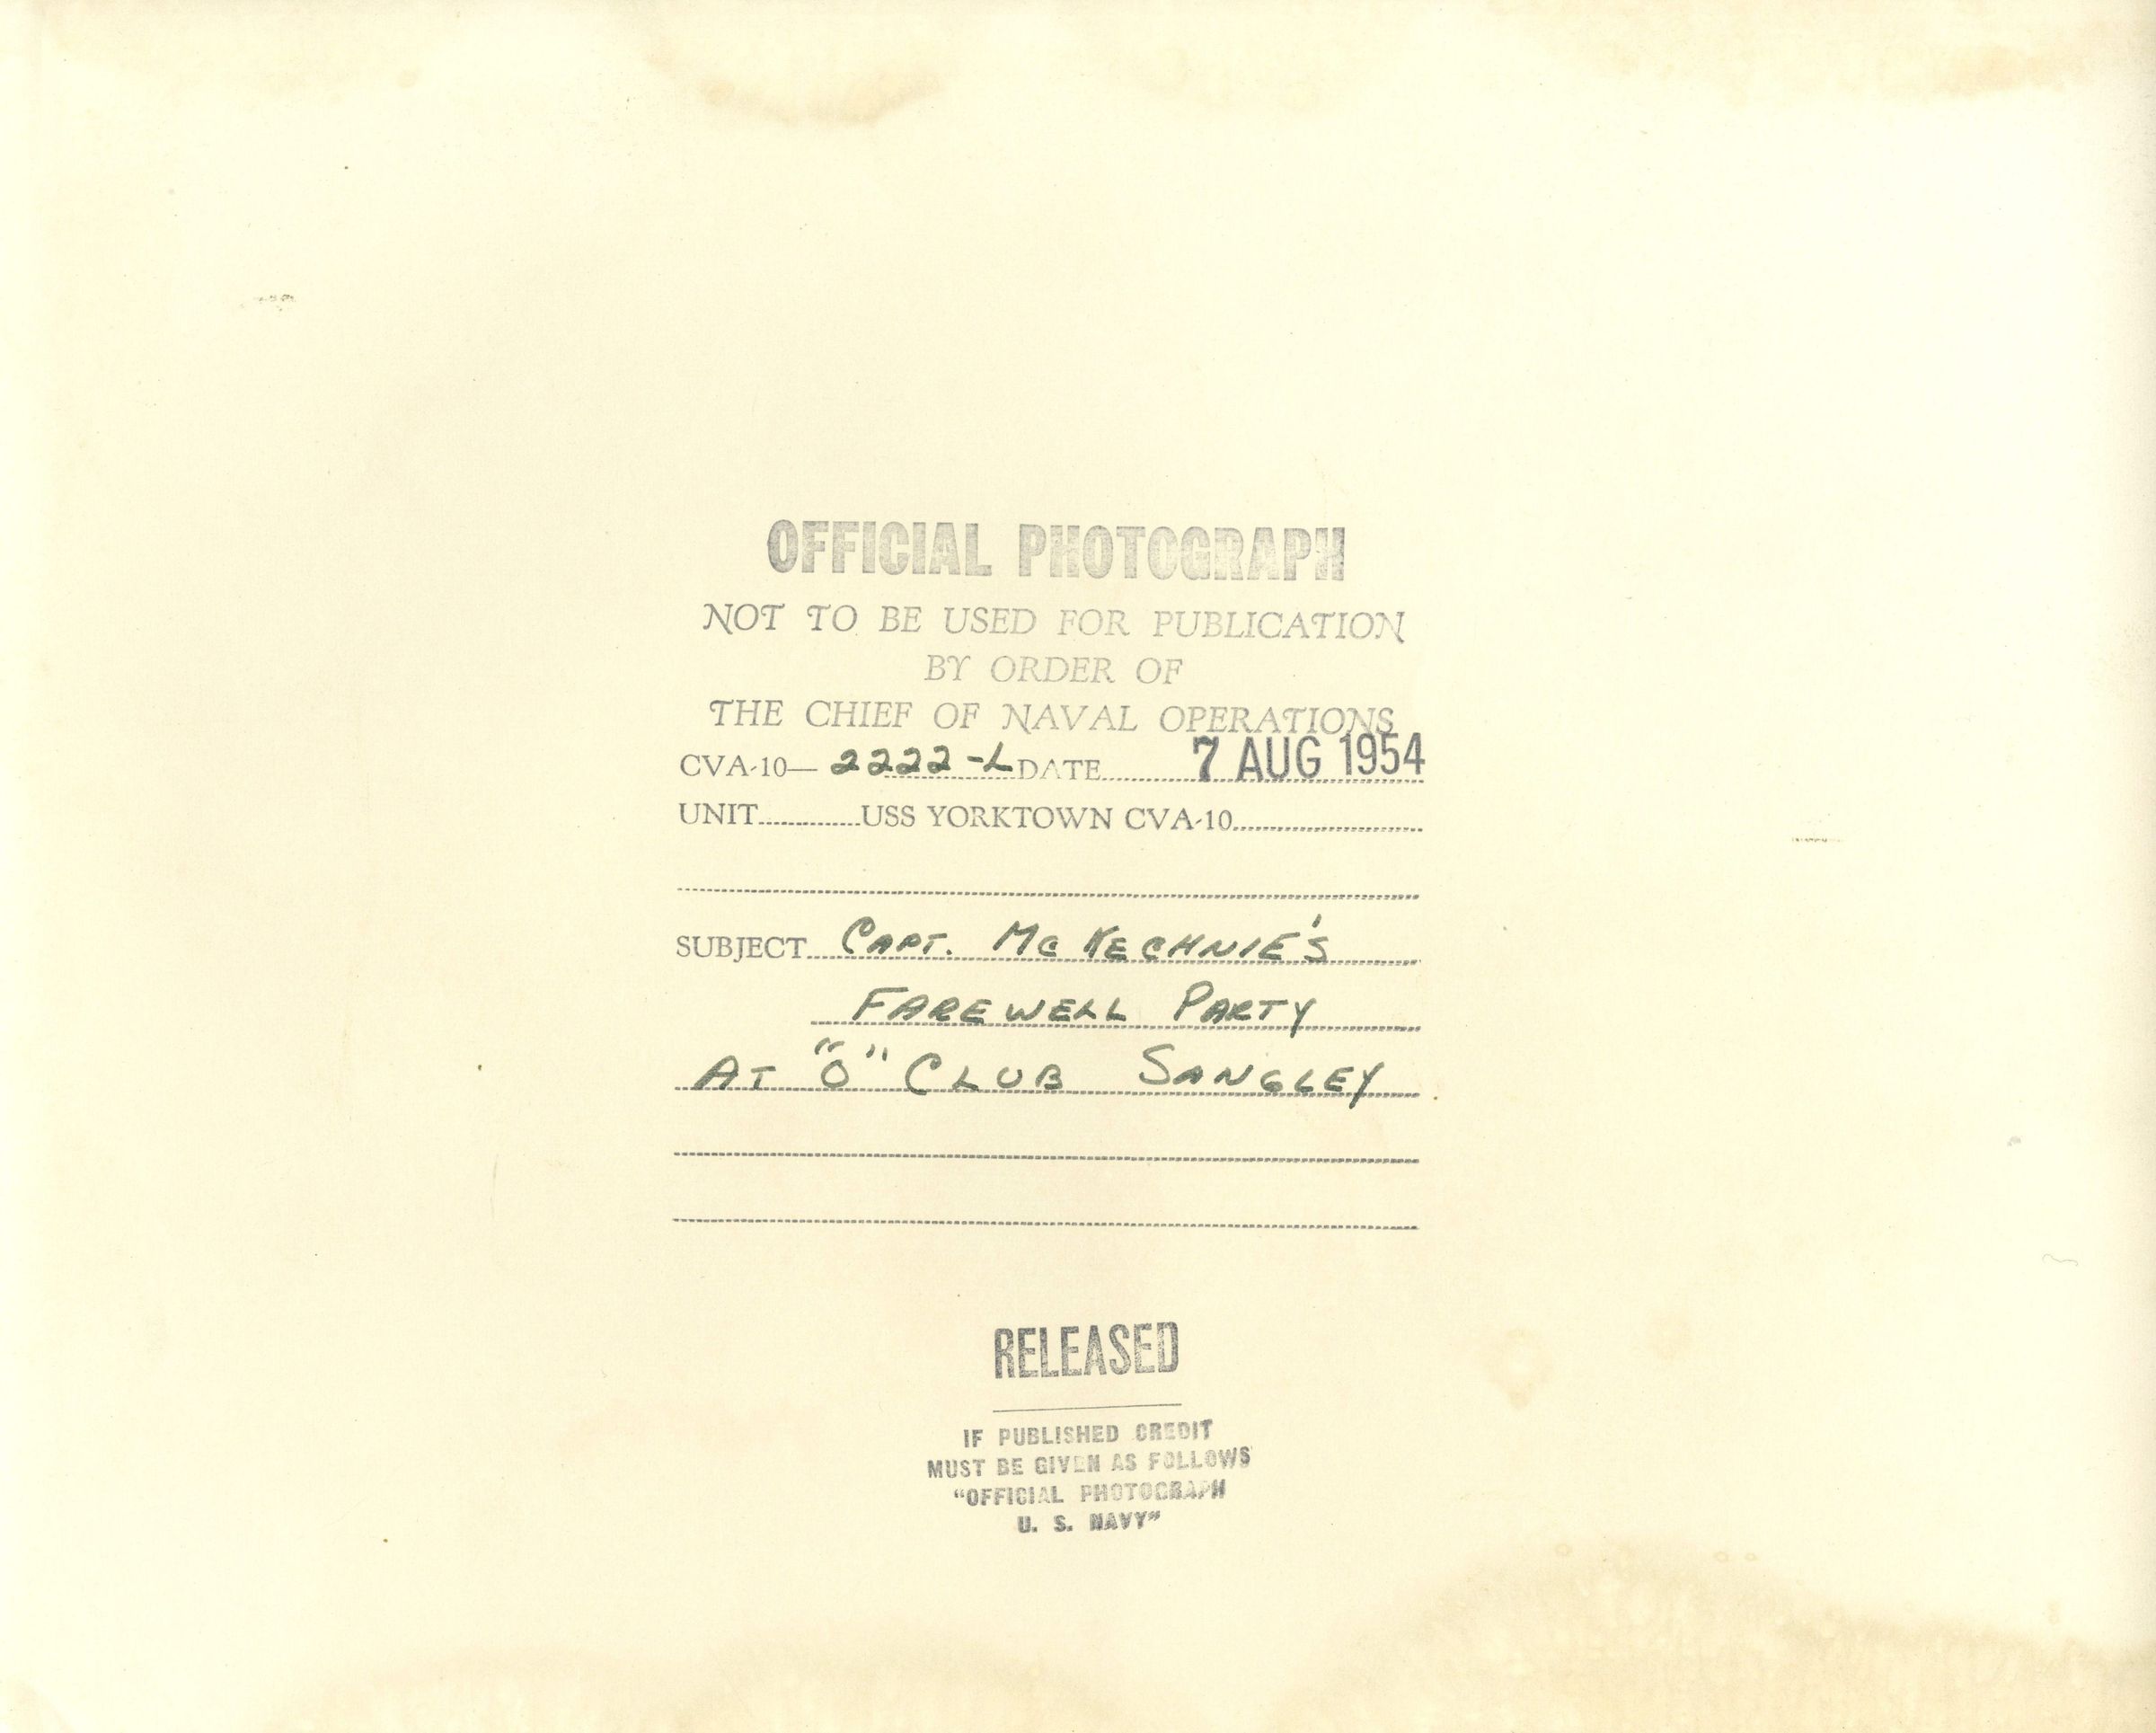 OFFICIAL PHOTOGRAPH
NOT TO BE USED FOR PUBLICATION
BY ORDER OF
THE CHIEF OF NAVAL OPERATIONS
CVA-10— 2222-L DATE 7 AUG 1954
UNIT USS YORKTOWN CVA-10
SUBJECT CAPT. McKECHNIE'S
FAREWELL PARTY
AT "O" CLUB SANGLEY
RELEASED
IF PUBLISHED CREDIT
MUST BE GIVEN AS FOLLOWS
"OFFICIAL PHOTOGRAPH
U. S. NAVY"